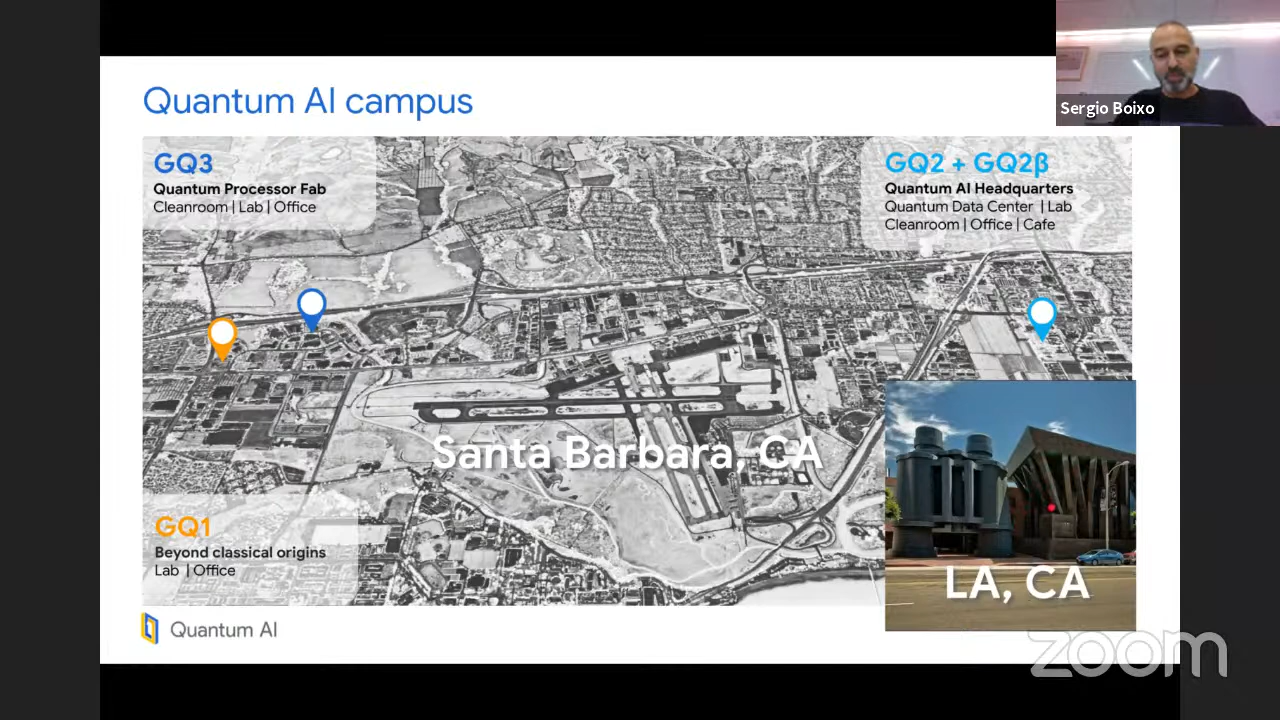 Quantum AI campus
Sergio Boixo
GQ3
Quantum Processor Fab
Cleanroom | Lab | Office
GQ2 + GQ2β
Quantum AI Headquarters
Quantum Data Center | Lab
Cleanroom | Office | Cafe
Santa Barbara, CA
GQ1
Beyond classical origins
Lab | Office
LA, CA
Quantum AI
zoom